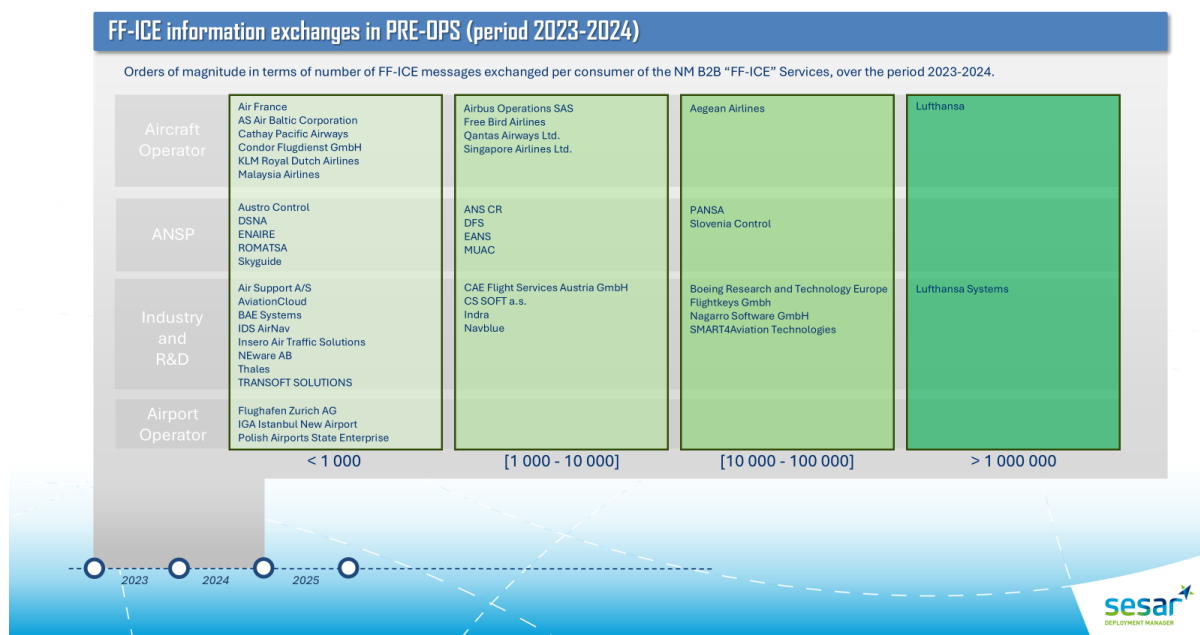 FF-ICE information exchanges in PRE-OPS (period 2023-2024)
Orders of magnitude in terms of number of FF-ICE messages exchanged per consumer of the NM B2B “FF-ICE” Services, over the period 2023-2024.
Aircraft
Operator
Air France
AS Air Baltic Corporation
Cathay Pacific Airways
Condor Flugdienst GmbH
KLM Royal Dutch Airlines
Malaysia Airlines
Airbus Operations SAS
Free Bird Airlines
Qantas Airways Ltd.
Singapore Airlines Ltd.
Aegean Airlines
Lufthansa
ANSP
Austro Control
DSNA
ENAIRE
ROMATSA
Skyguide
ANS CR
DFS
EANS
MUAC
PANSA
Slovenia Control
Industry
and
R&D
Air Support A/S
AviationCloud
BAE Systems
IDS AirNav
Insero Air Traffic Solutions
NEware AB
Thales
TRANSOFT SOLUTIONS
CAE Flight Services Austria GmbH
CS SOFT a.s.
Indra
Navblue
Boeing Research and Technology Europe
Flightkeys Gmbh
Nagarro Software GmbH
SMART4Aviation Technologies
Lufthansa Systems
Airport
Operator
Flughafen Zurich AG
IGA Istanbul New Airport
Polish Airports State Enterprise
< 1 000
[1 000 - 10 000]
[10 000 - 100 000]
> 1 000 000
2023
2024
2025
sesar
DEPLOYMENT MANAGER